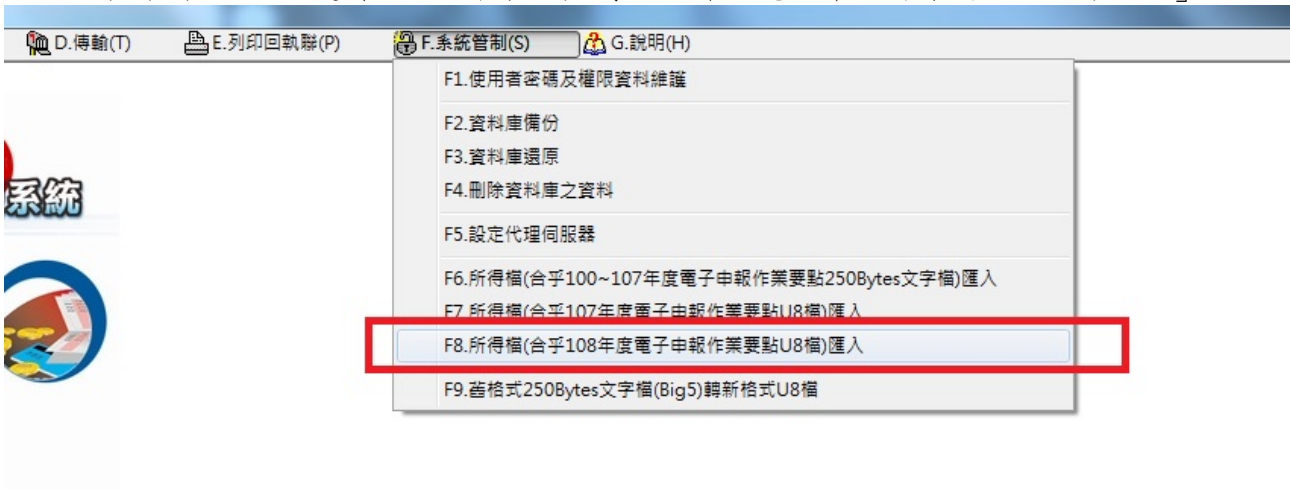 D.傳輸(T) E.列印回執聯(P) F.系統管制(S) G.說明(H)
F1.使用者密碼及權限資料維護
F2.資料庫備份
F3.資料庫還原
系統
F4.刪除資料庫之資料
F5.設定代理伺服器
F6.所得檔(合乎100~107年度電子申報作業要點250Bytes文字檔)匯入
F7.所得檔(合乎107年度電子申報作業要點U8檔)匯入
F8.所得檔(合乎108年度電子申報作業要點U8檔)匯入
F9.舊格式250Bytes文字檔(Big5)轉新格式U8檔